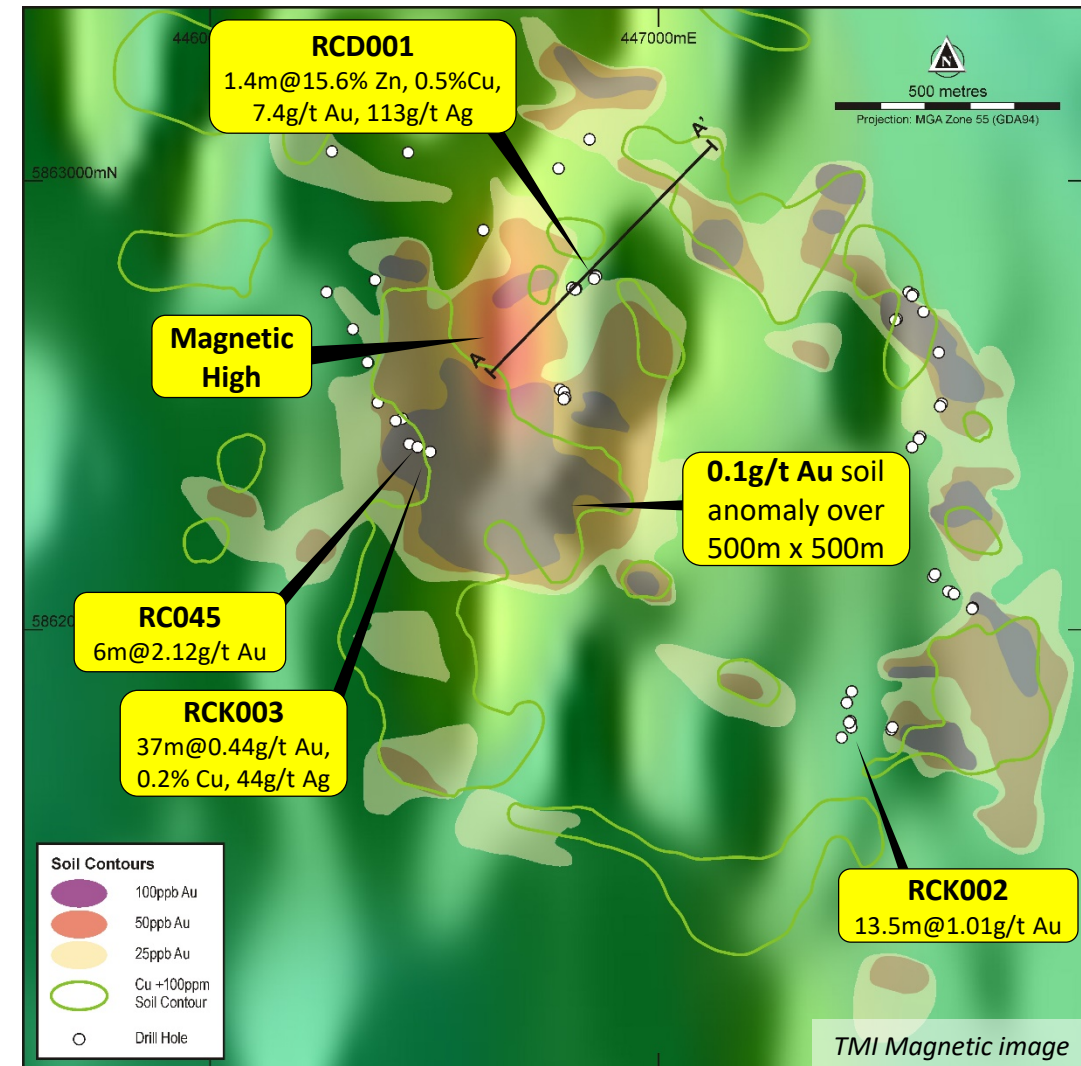 446000
447000mE
RCD001
1.4m@15.6% Zn, 0.5%Cu,
7.4g/t Au, 113g/t Ag
N
500 metres
Projection: MGA Zone 55 (GDA94)
A'
5863000mN
Magnetic
High
A
0.1g/t Au soil
anomaly over
500m x 500m
RC045
6m@2.12g/t Au
58620
RCK003
37m@0.44g/t Au,
0.2% Cu, 44g/t Ag
RCK002
13.5m@1.01g/t Au
Soil Contours
100ppb Au
50ppb Au
25ppb Au
Cu +100ppm
Soil Contour
Drill Hole
TMI Magnetic image